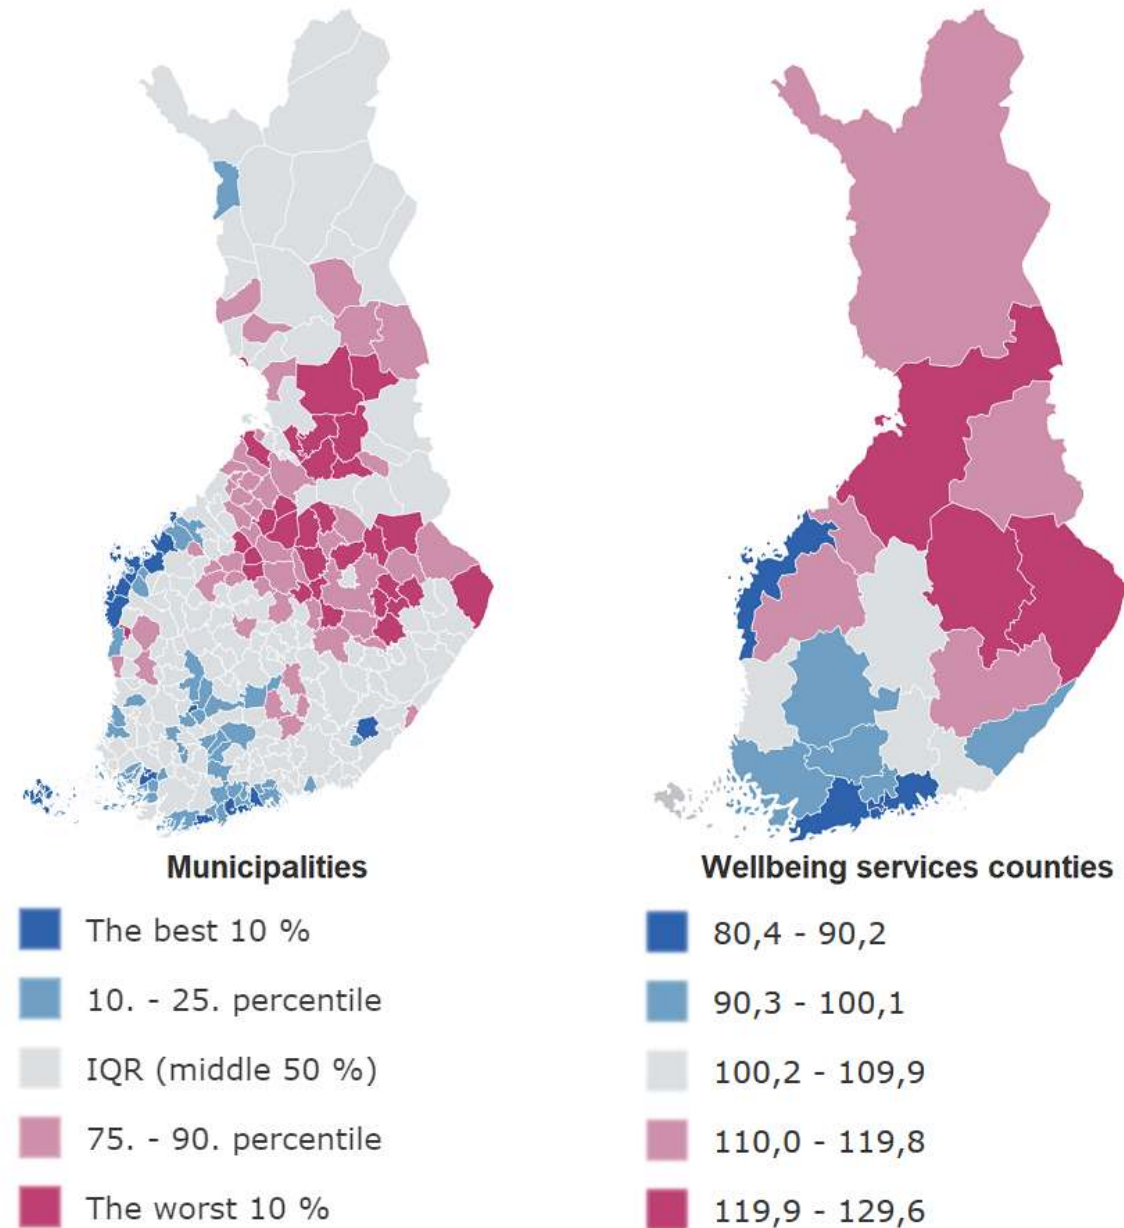 Municipalities
The best 10 %
10. - 25. percentile
IQR (middle 50 %)
75. - 90. percentile
The worst 10 %
Wellbeing services counties
80,4 - 90,2
90,3 - 100,1
100,2 - 109,9
110,0 - 119,8
119,9 - 129,6